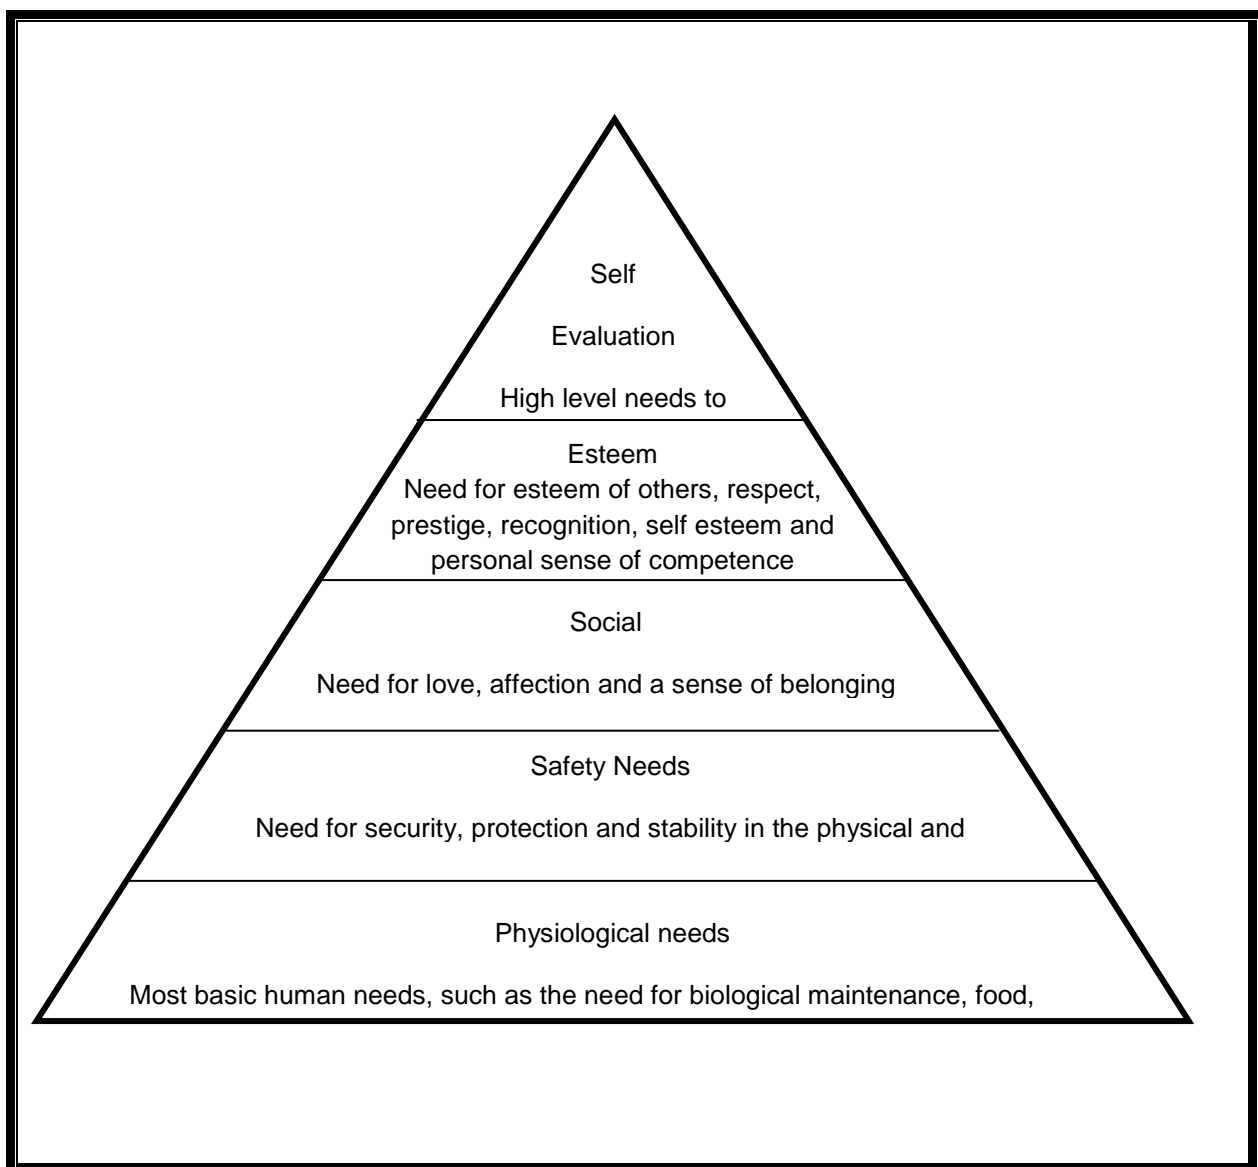 Self
Evaluation
High level needs to
Esteem
Need for esteem of others, respect,
prestige, recognition, self esteem and
personal sense of competence
Social
Need for love, affection and a sense of belonging
Safety Needs
Need for security, protection and stability in the physical and
Physiological needs
Most basic human needs, such as the need for biological maintenance, food,